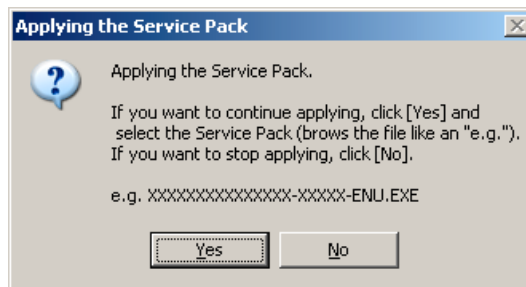 Applying the Service Pack
Applying the Service Pack.
If you want to continue applying, click [Yes] and
select the Service Pack (brows the file like an "e.g.").
If you want to stop applying, click [No].
e.g. XXXXXXXXXXXXXXX-XXXXX-ENU.EXE
Yes
No